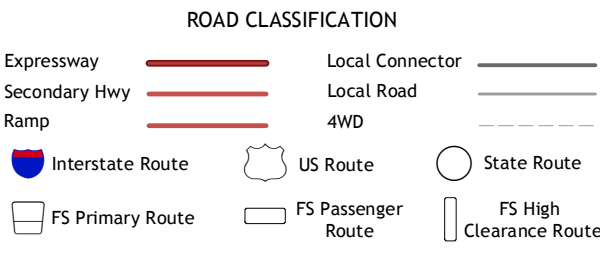 ROAD CLASSIFICATION
Expressway
Local Connector
Secondary Hwy
Local Road
Ramp
4WD
Interstate Route
US Route
State Route
FS Primary Route
FS Passenger
Route
FS High
Clearance Route